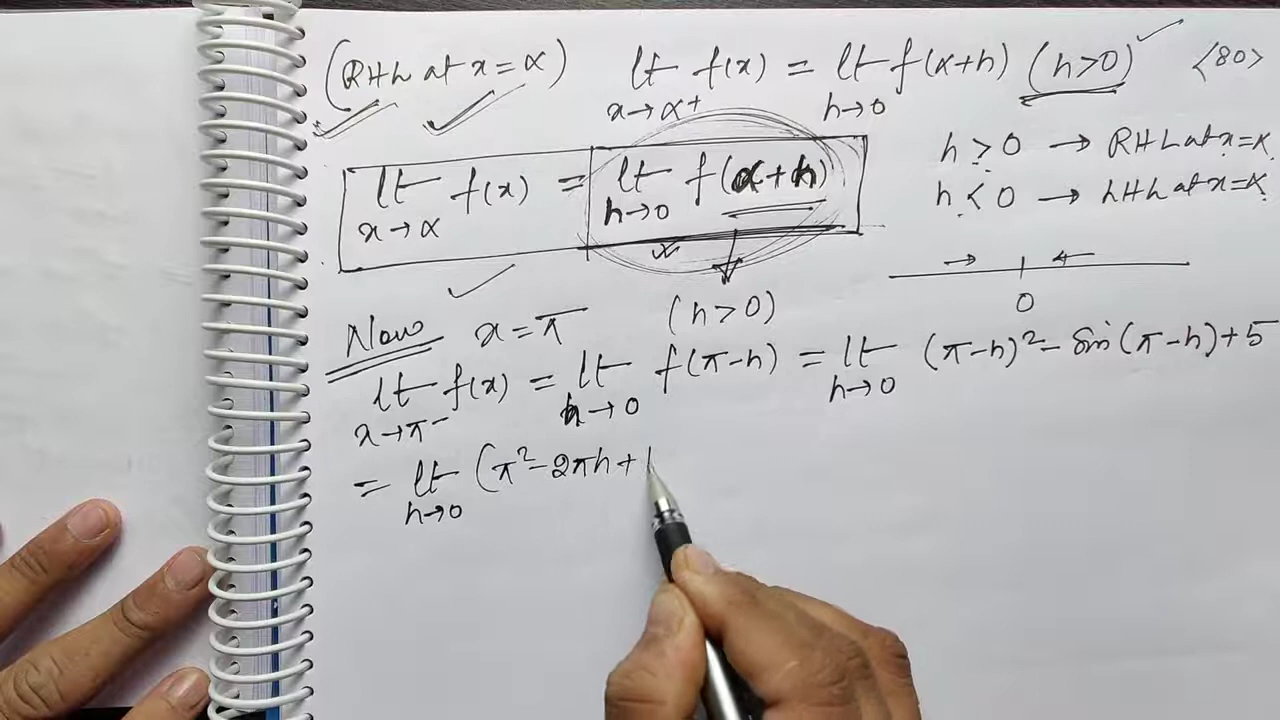 (RHL at x=α) lt x→α+ f(x) = lt h→0 f(α+h) (h>0) <80>
h>0 → RHL at x=α
lt x→α f(x) = lt h→0 f(α+h)
h<0 → LHL at x=α
0
Now x=π (h>0)
lt x→π- f(x) = lt h→0 f(π-h) = lt h→0 (π-h)²-sin(π-h)+5
= lt h→0 (π²-2πh+